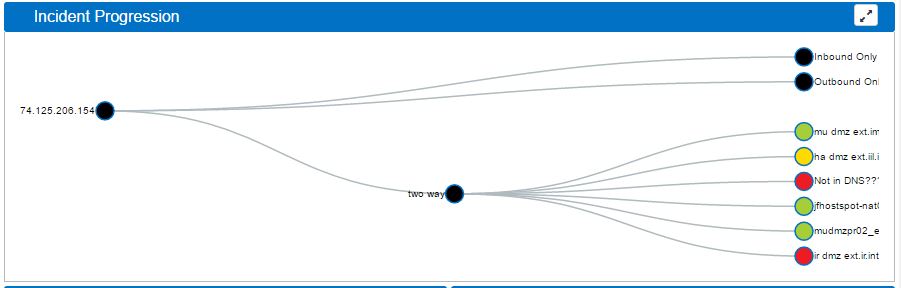 Incident Progression
Inbound Only
Outbound Onl
74.125.206.154
mu dmz ext.im
ha dmz ext.iil.i
Not in DNS???
two way
jfhostspot-nat0
mudmzpr02_e
ir dmz ext.ir.int